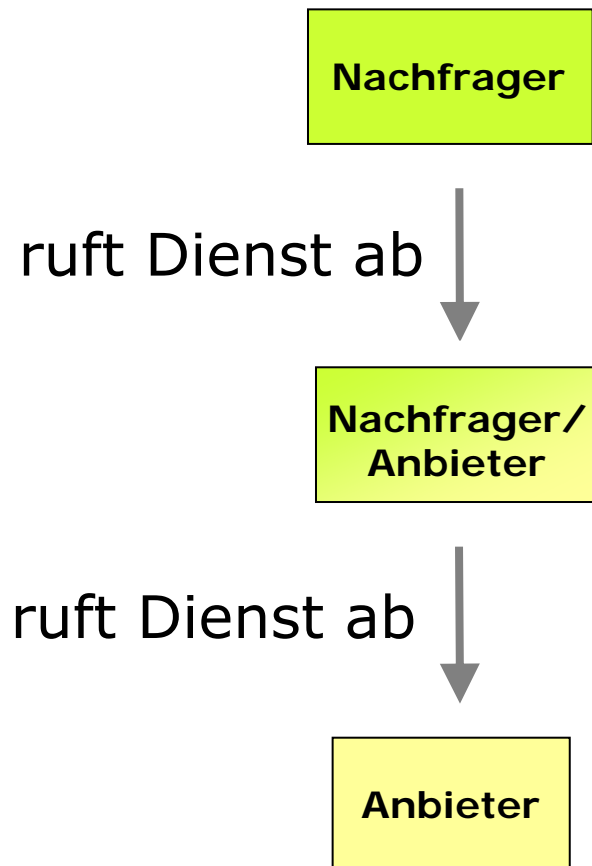 Nachfrager
ruft Dienst ab
Nachfrager/
Anbieter
ruft Dienst ab
Anbieter